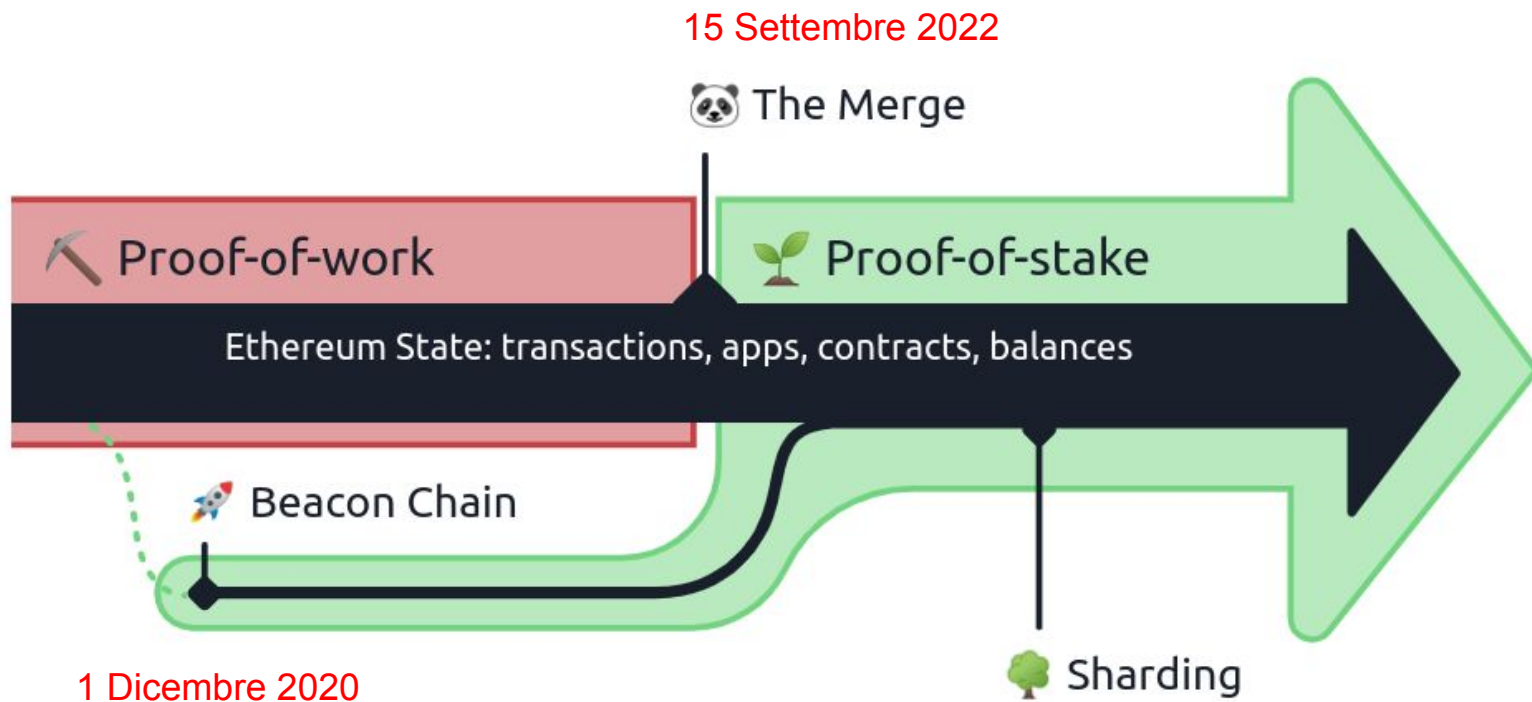 15 Settembre 2022
🐼 The Merge
⛏ Proof-of-work
🌱 Proof-of-stake
Ethereum State: transactions, apps, contracts, balances
🚀 Beacon Chain
1 Dicembre 2020
🌳 Sharding